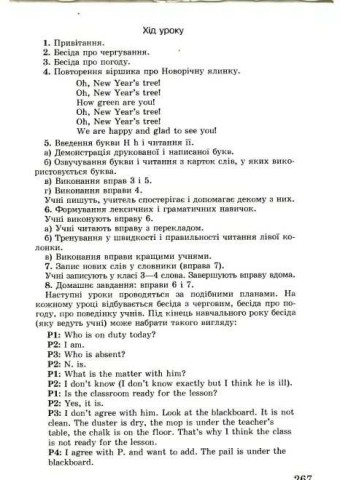 Хід уроку
1. Привітання.
2. Бесіда про чергування.
3. Бесіда про погоду.
4. Повторення віршика про Новорічну ялинку.
Oh, New Year's tree!
Oh, New Year's tree!
How green are you!
Oh, New Year's tree!
Oh, New Year's tree!
We are happy and glad to see you!
5. Введення букви H h і читання її.
а) Демонстрація друкованої і написаної букв.
б) Озвучування букви і читання з карток слів, у яких вико-
ристовується буква.
в) Виконання вправ 3 і 5.
г) Виконання вправи 4.
Учні пишуть, учитель спостерігає і допомагає декому з них.
6. Формування лексичних і граматичних навичок.
Учні виконують вправу 6.
а) Учні читають вправу з перекладом.
б) Тренування у швидкості і правильності читання лівої ко-
лонки.
в) Виконання вправи кращими учнями.
7. Запис нових слів у словники (вправа 7).
Учні записують у класі 3—4 слова. Завершують вправу вдома.
8. Домашнє завдання: вправи 6 і 7.
Наступні уроки проводяться за подібними планами. На
кожному уроці відбувається бесіда з черговим, бесіда про по-
году, про поведінку учнів. Під кінець навчального року бесіда
(яку ведуть учні) може набрати такого вигляду:
P1: Who is on duty today?
P2: I am.
P3: Who is absent?
P2: N. is.
P1: What is the matter with him?
P2: I don't know (I don't know exactly but I think he is ill).
P1: Is the classroom ready for the lesson?
P2: Yes, it is.
P3: I don't agree with him. Look at the blackboard. It is not
clean. The duster is dry, the mop is under the teacher's
table, the chalk is on the floor. That's why I think the class
is not ready for the lesson.
P4: I agree with P. and want to add. The pail is under the
blackboard.
267